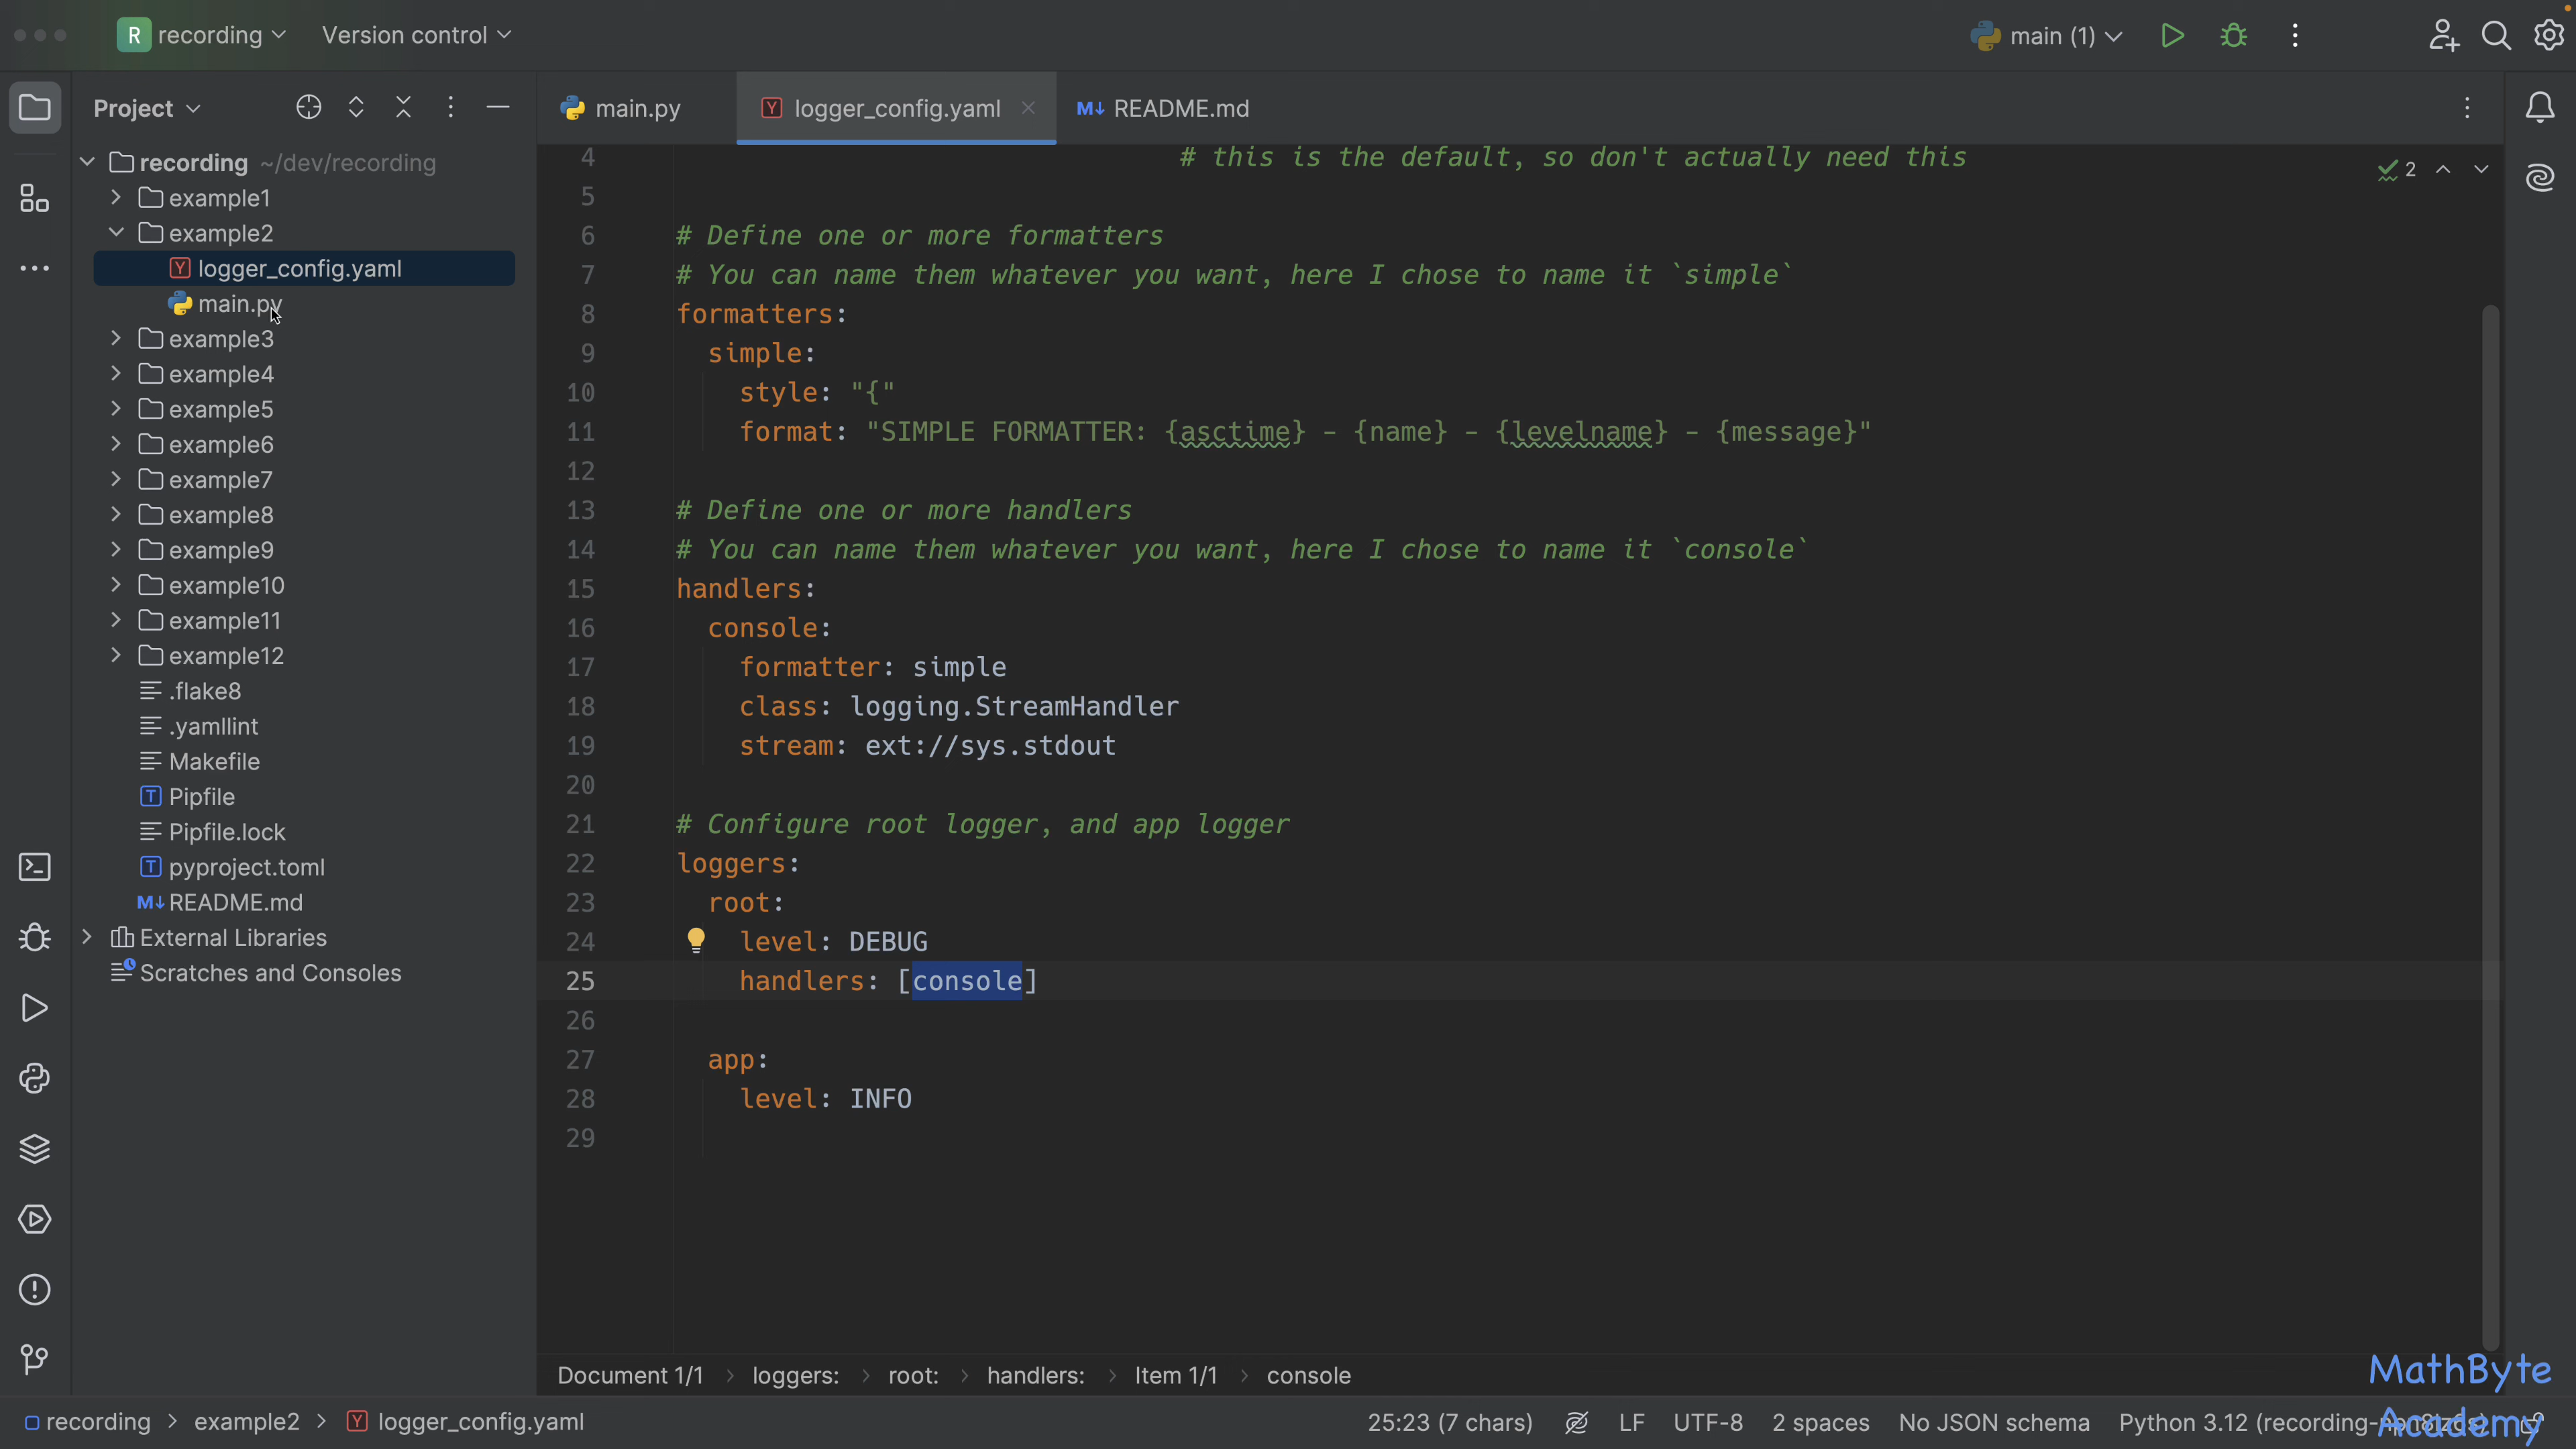 R recording Version control main (1)
Project
main.py logger_config.yaml README.md
recording ~/dev/recording
example1
example2
logger_config.yaml
main.py
example3
example4
example5
example6
example7
example8
example9
example10
example11
example12
.flake8
.yamllint
Makefile
Pipfile
Pipfile.lock
pyproject.toml
README.md
External Libraries
Scratches and Consoles
2
4 # this is the default, so don't actually need this
5
6 # Define one or more formatters
7 # You can name them whatever you want, here I chose to name it `simple`
8 formatters:
9 simple:
10 style: "{"
11 format: "SIMPLE FORMATTER: {asctime} - {name} - {levelname} - {message}"
12
13 # Define one or more handlers
14 # You can name them whatever you want, here I chose to name it `console`
15 handlers:
16 console:
17 formatter: simple
18 class: logging.StreamHandler
19 stream: ext://sys.stdout
20
21 # Configure root logger, and app logger
22 loggers:
23 root:
24 level: DEBUG
25 handlers: [console]
26
27 app:
28 level: INFO
29
Document 1/1 loggers: root: handlers: Item 1/1 console
MathByte
Academy
recording example2 logger_config.yaml 25:23 (7 chars) LF UTF-8 2 spaces No JSON schema Python 3.12